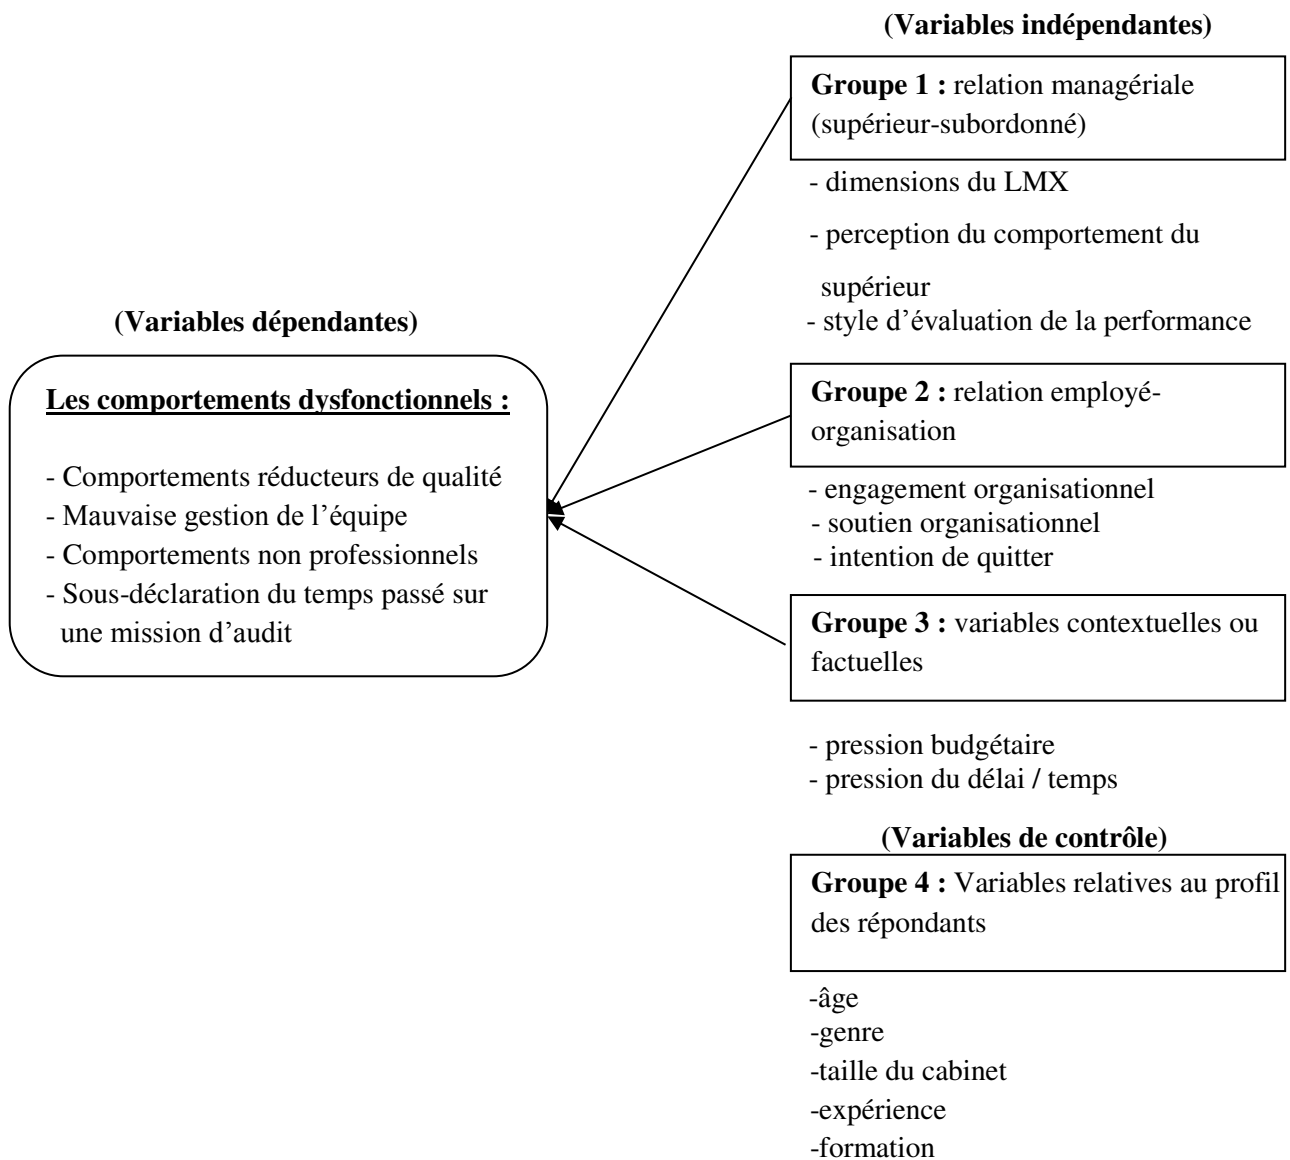 (Variables indépendantes)
Groupe 1 : relation managériale
(supérieur-subordonné)
- dimensions du LMX
- perception du comportement du
supérieur
- style d’évaluation de la performance
(Variables dépendantes)
Les comportements dysfonctionnels :
- Comportements réducteurs de qualité
- Mauvaise gestion de l’équipe
- Comportements non professionnels
- Sous-déclaration du temps passé sur
une mission d’audit
Groupe 2 : relation employé-
organisation
- engagement organisationnel
- soutien organisationnel
- intention de quitter
Groupe 3 : variables contextuelles ou
factuelles
- pression budgétaire
- pression du délai / temps
(Variables de contrôle)
Groupe 4 : Variables relatives au profil
des répondants
-âge
-genre
-taille du cabinet
-expérience
-formation